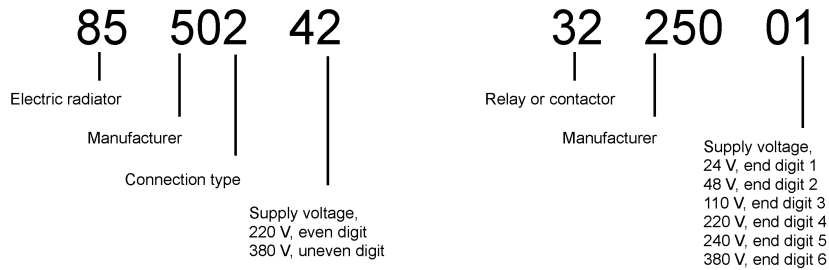 85 502 42
Electric radiator
Manufacturer
Connection type
Supply voltage,
220 V, even digit
380 V, uneven digit
32 250 01
Relay or contactor
Manufacturer
Supply voltage,
24 V, end digit 1
48 V, end digit 2
110 V, end digit 3
220 V, end digit 4
240 V, end digit 5
380 V, end digit 6